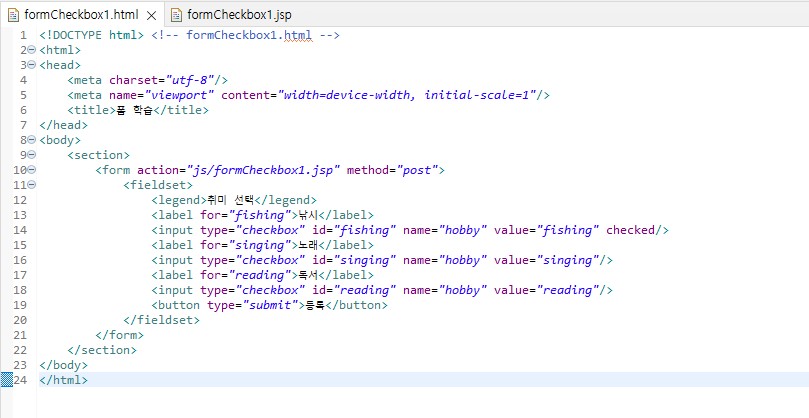 formCheckbox1.html formCheckbox1.jsp
1 <!DOCTYPE html> <!-- formCheckbox1.html -->
2 <html>
3 <head>
4 <meta charset="utf-8"/>
5 <meta name="viewport" content="width=device-width, initial-scale=1"/>
6 <title>폼 학습</title>
7 </head>
8 <body>
9 <section>
10 <form action="js/formCheckbox1.jsp" method="post">
11 <fieldset>
12 <legend>취미 선택</legend>
13 <label for="fishing">낚시</label>
14 <input type="checkbox" id="fishing" name="hobby" value="fishing" checked/>
15 <label for="singing">노래</label>
16 <input type="checkbox" id="singing" name="hobby" value="singing"/>
17 <label for="reading">독서</label>
18 <input type="checkbox" id="reading" name="hobby" value="reading"/>
19 <button type="submit">등록</button>
20 </fieldset>
21 </form>
22 </section>
23 </body>
24 </html>